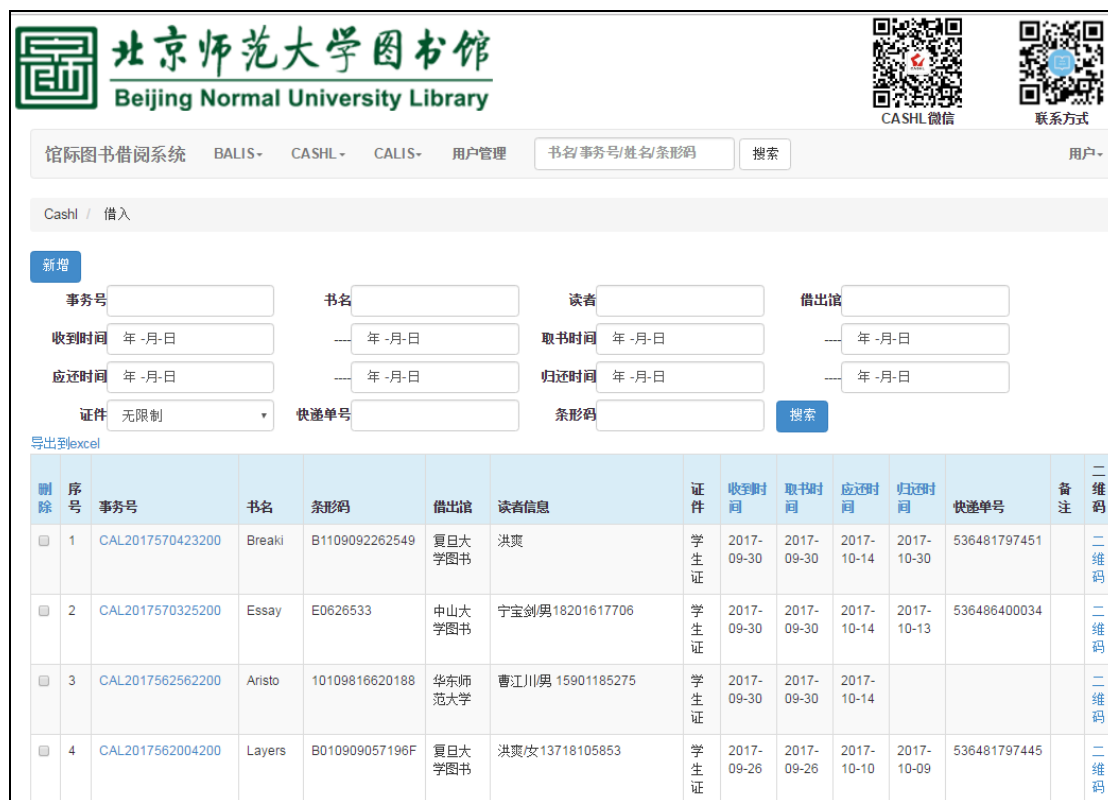 北京师范大学图书馆
Beijing Normal University Library
CASHL微信
联系方式
馆际图书借阅系统 BALIS CASHL CALIS 用户管理 书名/事务号/姓名/条形码 搜索 用户
Cashl / 借入
新增
事务号 书名 读者 借出馆
收到时间 年-月-日 ---- 年-月-日 取书时间 年-月-日 ---- 年-月-日
应还时间 年-月-日 ---- 年-月-日 归还时间 年-月-日 ---- 年-月-日
证件 无限制 快递单号 条形码 搜索
导出到excel
删除 序号 事务号 书名 条形码 借出馆 读者信息 证件 收到时间 取书时间 应还时间 归还时间 快递单号 备注 二维码
1 CAL2017570423200 Breaki B1109092262549 复旦大学图书 洪爽 学生证 2017-09-30 2017-09-30 2017-10-14 2017-10-30 536481797451 二维码
2 CAL2017570325200 Essay E0626533 中山大学图书 宁宝剑/男18201617706 学生证 2017-09-30 2017-09-30 2017-10-14 2017-10-13 536486400034 二维码
3 CAL2017562562200 Aristo 10109816620188 华东师范大学 曹江川/男 15901185275 学生证 2017-09-30 2017-09-30 2017-10-14 二维码
4 CAL2017562004200 Layers B010909057196F 复旦大学图书 洪爽/女13718105853 学生证 2017-09-26 2017-09-26 2017-10-10 2017-10-09 536481797445 二维码